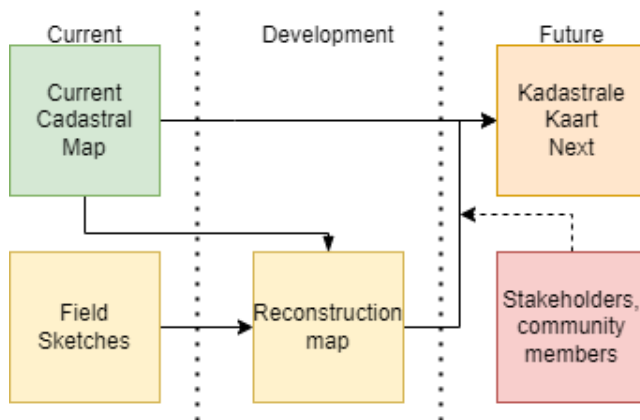 Current
Development
Future
Current
Cadastral
Map
Kadastrale
Kaart
Next
Field
Sketches
Reconstruction
map
Stakeholders,
community
members